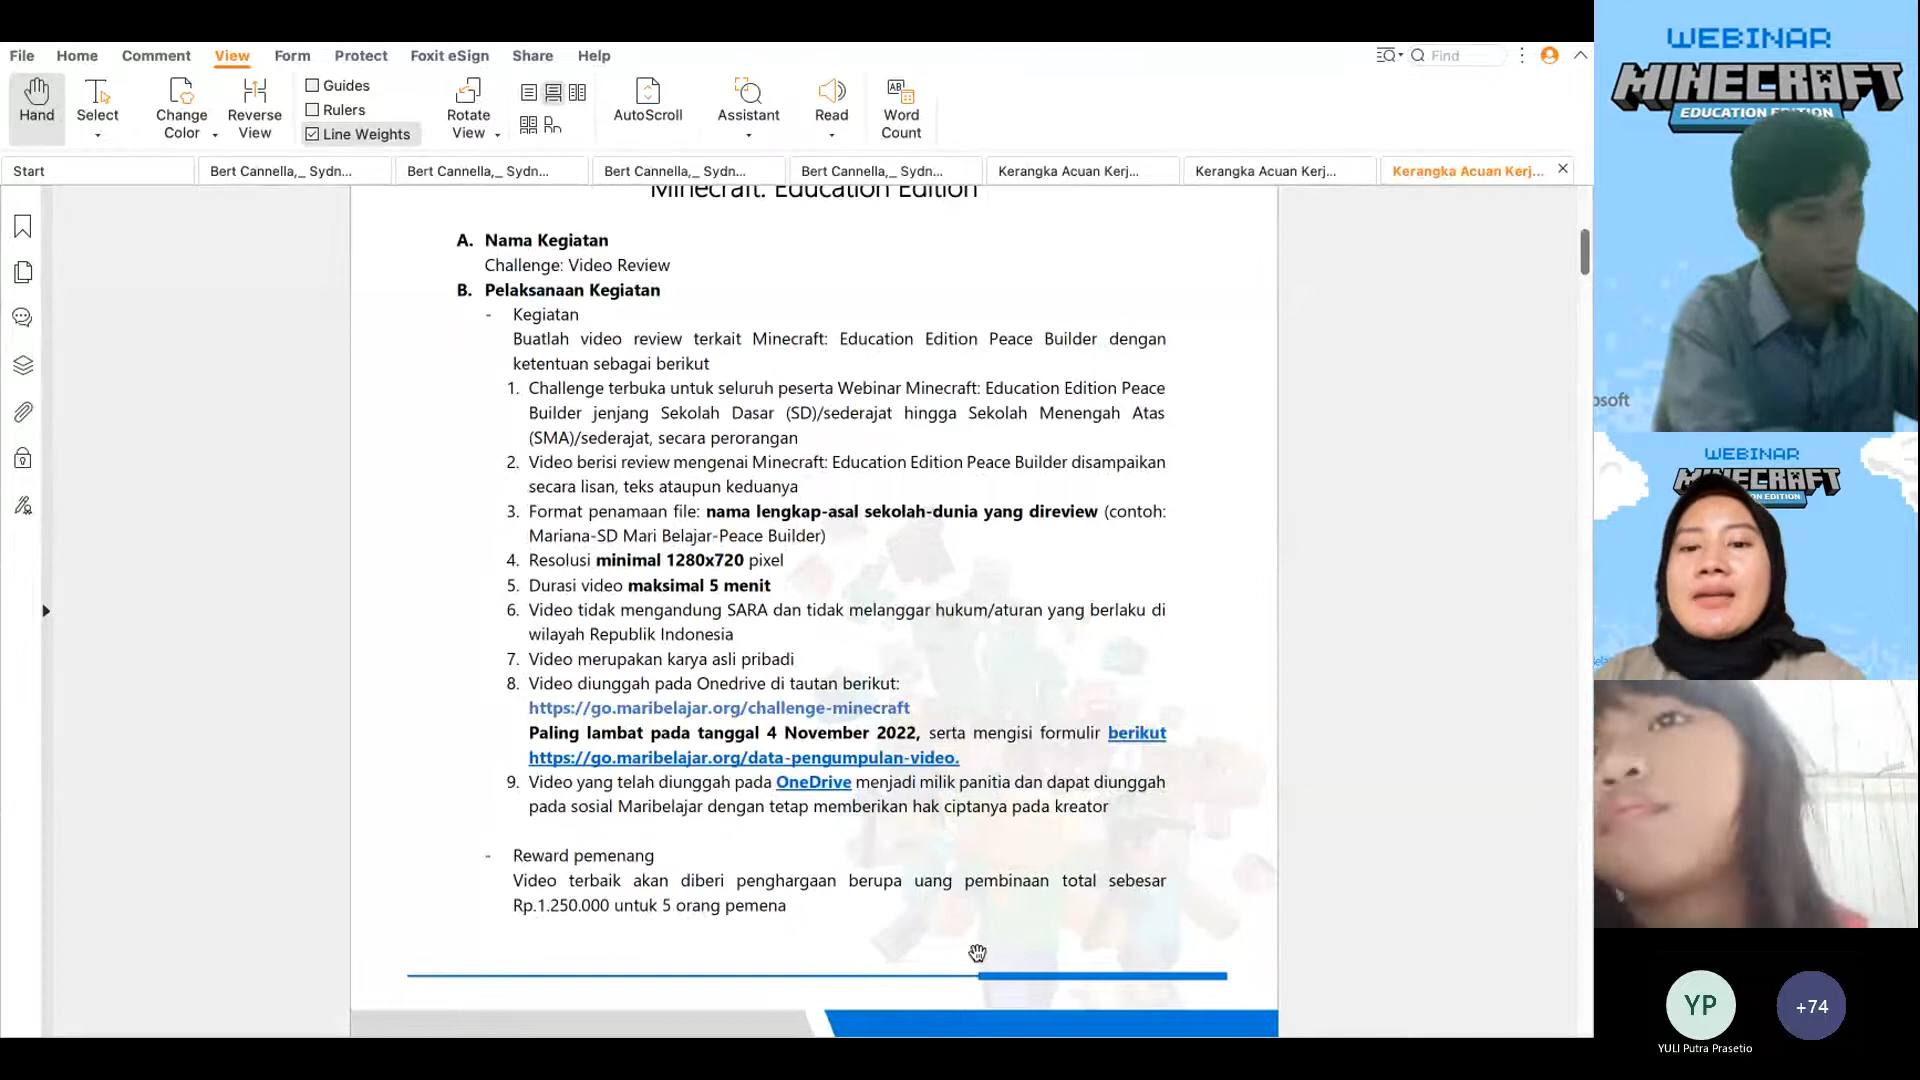 File Home Comment View Form Protect Foxit eSign Share Help
Find
Hand
Select
Change Color
Reverse View
Guides
Rulers
Line Weights
Rotate View
AutoScroll
Assistant
Read
Word Count
Start
Bert Cannella,_ Sydn...
Bert Cannella,_ Sydn...
Bert Cannella,_ Sydn...
Bert Cannella,_ Sydn...
Kerangka Acuan Kerj...
Kerangka Acuan Kerj...
Kerangka Acuan Kerj...
Minecraft: Education Edition
A. Nama Kegiatan
Challenge: Video Review
B. Pelaksanaan Kegiatan
- Kegiatan
Buatlah video review terkait Minecraft: Education Edition Peace Builder dengan
ketentuan sebagai berikut
1. Challenge terbuka untuk seluruh peserta Webinar Minecraft: Education Edition Peace
Builder jenjang Sekolah Dasar (SD)/sederajat hingga Sekolah Menengah Atas
(SMA)/sederajat, secara perorangan
2. Video berisi review mengenai Minecraft: Education Edition Peace Builder disampaikan
secara lisan, teks ataupun keduanya
3. Format penamaan file: nama lengkap-asal sekolah-dunia yang direview (contoh:
Mariana-SD Mari Belajar-Peace Builder)
4. Resolusi minimal 1280x720 pixel
5. Durasi video maksimal 5 menit
6. Video tidak mengandung SARA dan tidak melanggar hukum/aturan yang berlaku di
wilayah Republik Indonesia
7. Video merupakan karya asli pribadi
8. Video diunggah pada Onedrive di tautan berikut:
https://go.maribelajar.org/challenge-minecraft
Paling lambat pada tanggal 4 November 2022, serta mengisi formulir berikut
https://go.maribelajar.org/data-pengumpulan-video.
9. Video yang telah diunggah pada OneDrive menjadi milik panitia dan dapat diunggah
pada sosial Maribelajar dengan tetap memberikan hak ciptanya pada kreator
- Reward pemenang
Video terbaik akan diberi penghargaan berupa uang pembinaan total sebesar
Rp.1.250.000 untuk 5 orang pemena
WEBINAR
MINECRAFT
EDUCATION EDITION
osoft
WEBINAR
MINECRAFT
ON EDITION
YP
YULI Putra Prasetio
+74